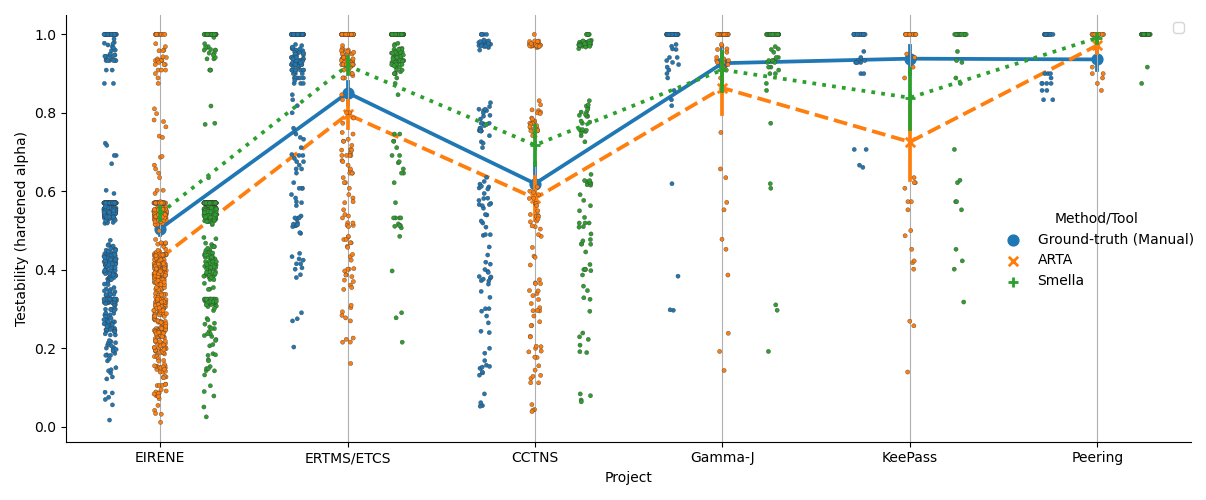 1.0
0.8
0.6
0.4
0.2
0.0
Testability (hardened alpha)
EIRENE
ERTMS/ETCS
CCTNS
Gamma-J
KeePass
Peering
Project
Method/Tool
Ground-truth (Manual)
ARTA
Smella